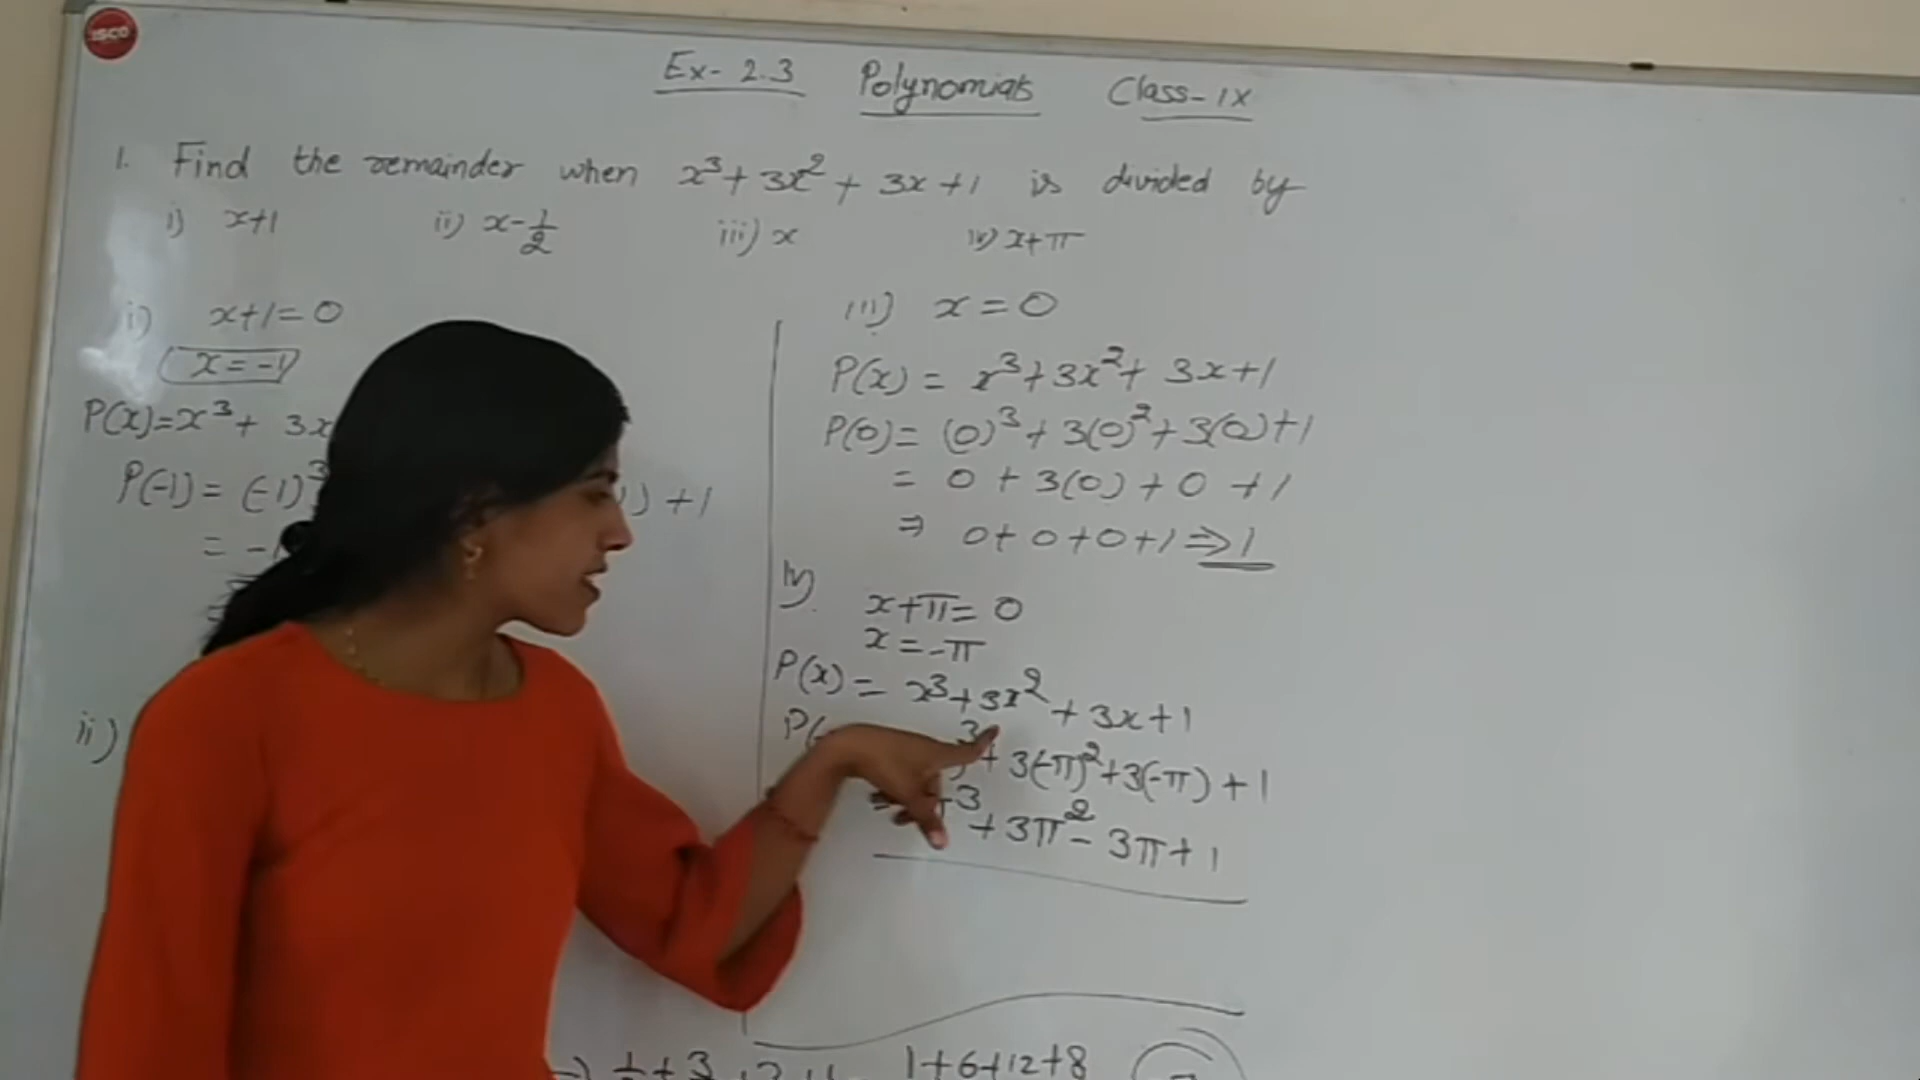 ISCO
Ex- 2.3 Polynomials Class-IX
1. Find the remainder when x³+3x²+3x+1 is divided by
i) x+1 ii) x-1/2 iii) x iv) x+π
i) x+1=0
x=-1
P(x)=x³+ 3x
P(-1)= (-1)³ +1
= -1
ii)
iii) x=0
P(x)= x³+3x²+ 3x+1
P(0)= (0)³+3(0)²+3(0)+1
= 0+3(0)+0+1
⇒ 0+0+0+1⇒1
iv) x+π=0
x=-π
P(x)= x³+3x²+3x+1
P( )³+3(-π)²+3(-π)+1
= ³+3π²-3π+1
1+6+12+8